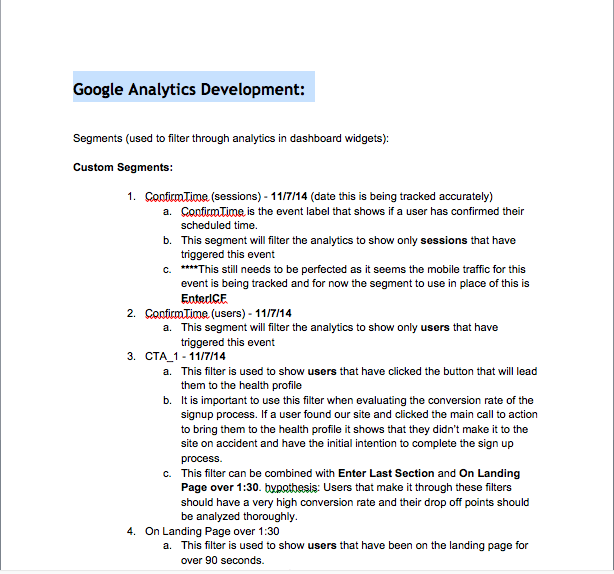 Google Analytics Development:
Segments (used to filter through analytics in dashboard widgets):
Custom Segments:
1. ConfirmTime (sessions) - 11/7/14 (date this is being tracked accurately)
a. ConfirmTime is the event label that shows if a user has confirmed their
scheduled time.
b. This segment will filter the analytics to show only sessions that have
triggered this event
c. ****This still needs to be perfected as it seems the mobile traffic for this
event is being tracked and for now the segment to use in place of this is
EnterICF
2. ConfirmTime (users) - 11/7/14
a. This segment will filter the analytics to show only users that have
triggered this event
3. CTA_1 - 11/7/14
a. This filter is used to show users that have clicked the button that will lead
them to the health profile
b. It is important to use this filter when evaluating the conversion rate of the
signup process. If a user found our site and clicked the main call to action
to bring them to the health profile it shows that they didn't make it to the
site on accident and have the initial intention to complete the sign up
process.
c. This filter can be combined with Enter Last Section and On Landing
Page over 1:30. hypothesis: Users that make it through these filters
should have a very high conversion rate and their drop off points should
be analyzed thoroughly.
4. On Landing Page over 1:30
a. This filter is used to show users that have been on the landing page for
over 90 seconds.